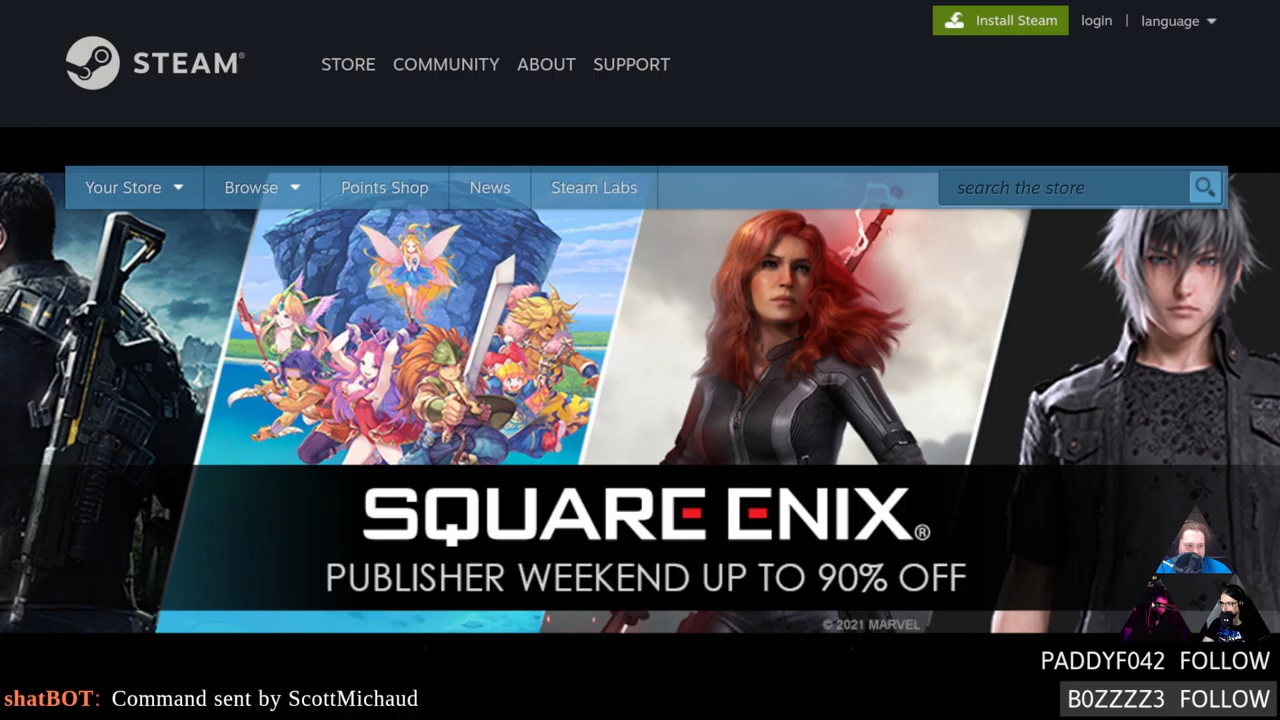 Install Steam login | language
STEAM® STORE COMMUNITY ABOUT SUPPORT
Your Store Browse Points Shop News Steam Labs search the store
SQUARE ENIX®
PUBLISHER WEEKEND UP TO 90% OFF
© 2021 MARVEL
PADDYF042 FOLLOW
shatBOT: Command sent by ScottMichaud
B0ZZZZ3 FOLLOW